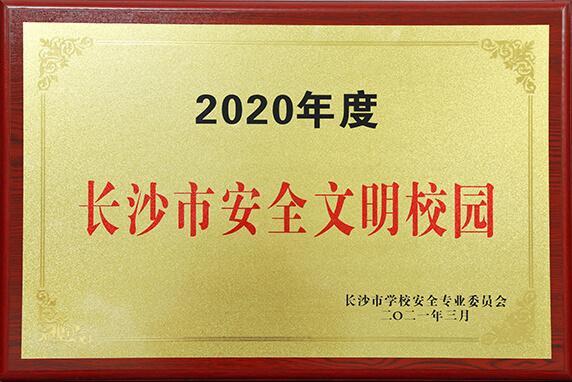 2020年度
长沙市安全文明校园
长沙市学校安全专业委员会
二〇二一年三月